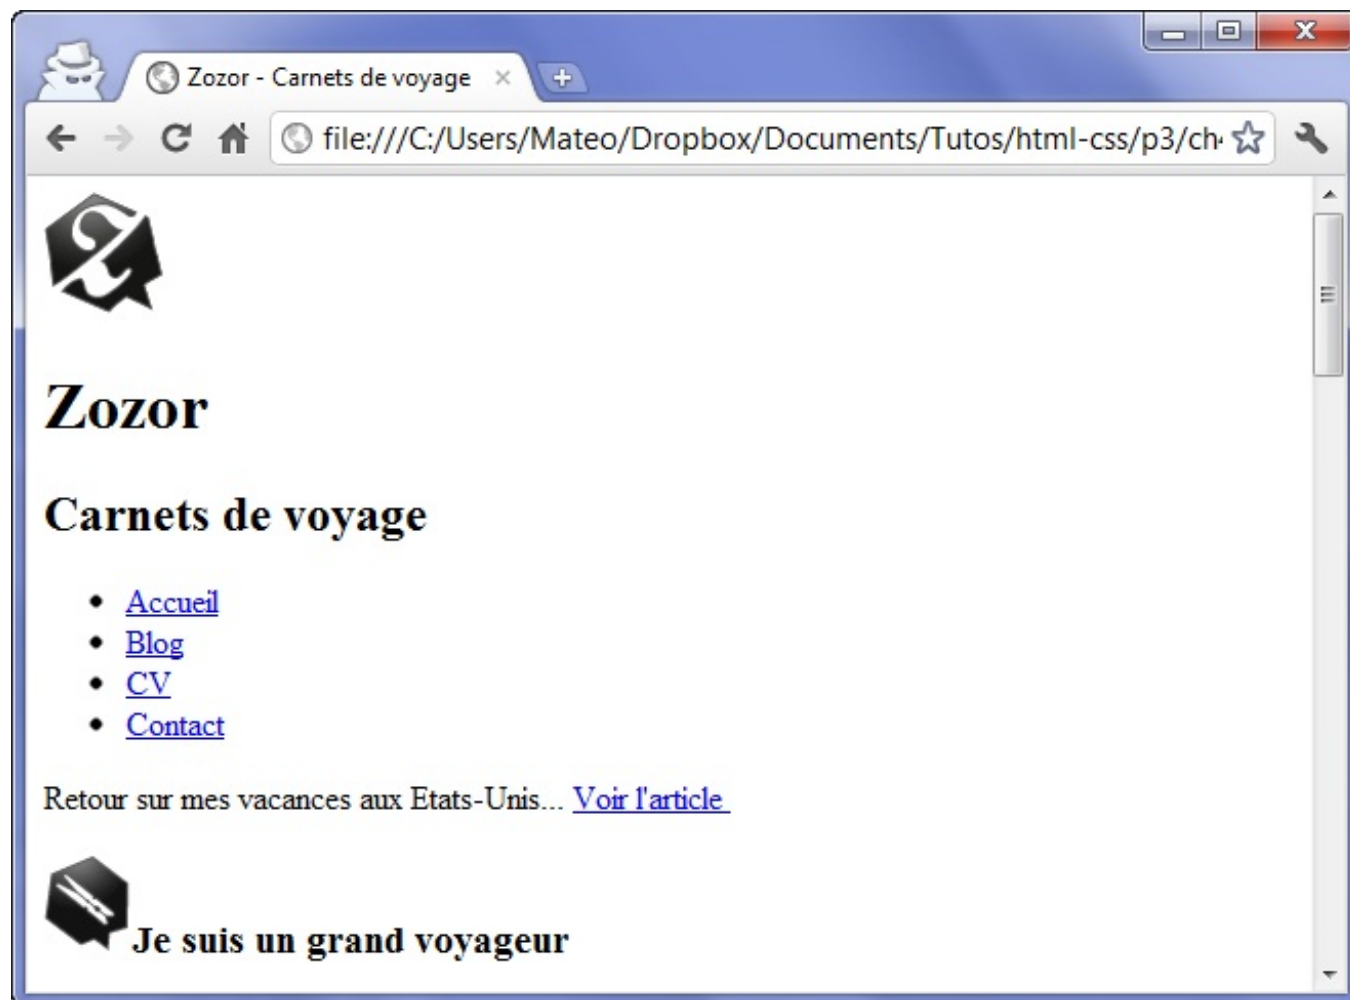 Zozor - Carnets de voyage
file:///C:/Users/Mateo/Dropbox/Documents/Tutos/html-css/p3/ch
Zozor
Carnets de voyage
Accueil
Blog
CV
Contact
Retour sur mes vacances aux Etats-Unis... Voir l'article
Je suis un grand voyageur